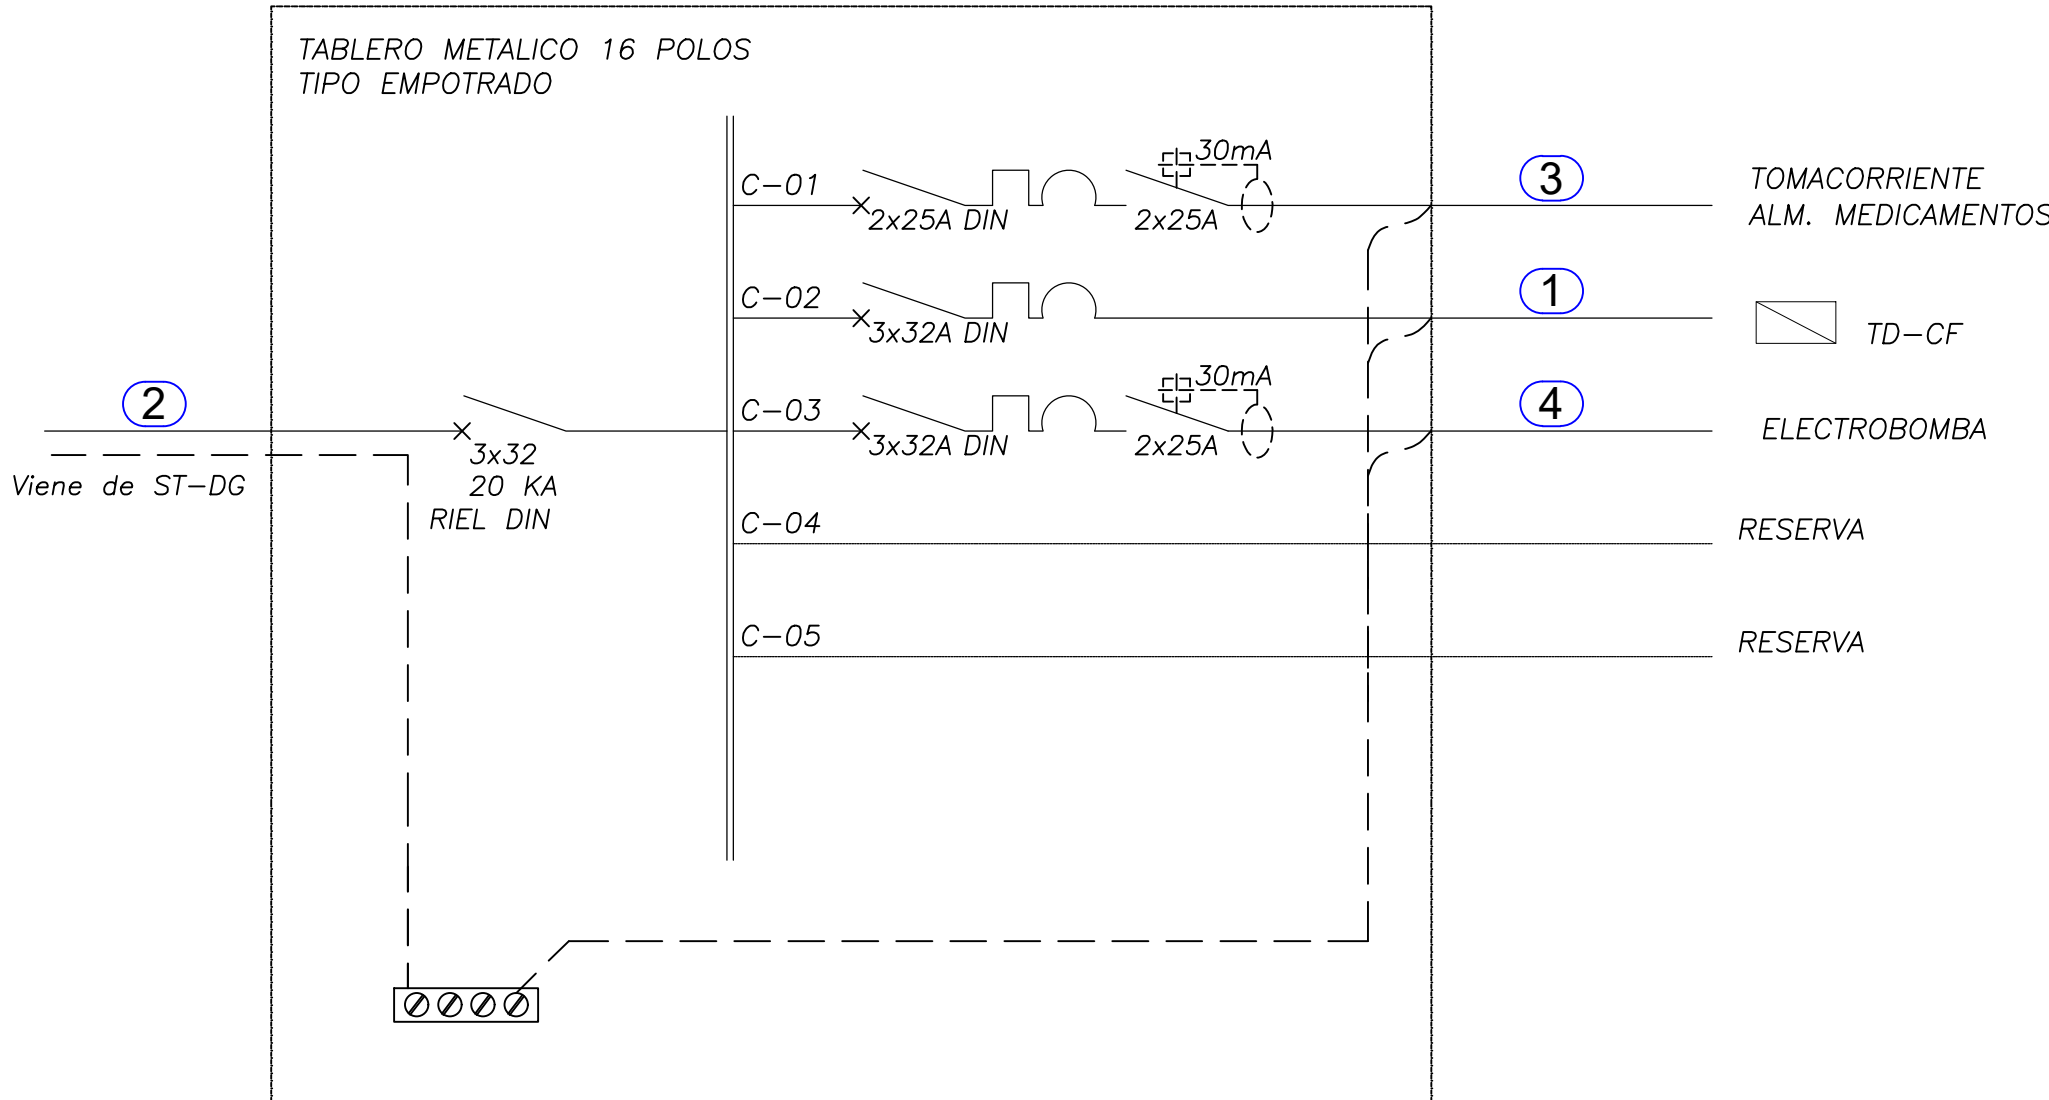 TABLERO METALICO 16 POLOS
TIPO EMPOTRADO
C-01
2x25A DIN
30mA
2x25A
3
TOMACORRIENTE
ALM. MEDICAMENTOS
C-02
3x32A DIN
1
TD-CF
2
Viene de ST-DG
3x32
20 KA
RIEL DIN
C-03
3x32A DIN
30mA
2x25A
4
ELECTROBOMBA
C-04
RESERVA
C-05
RESERVA